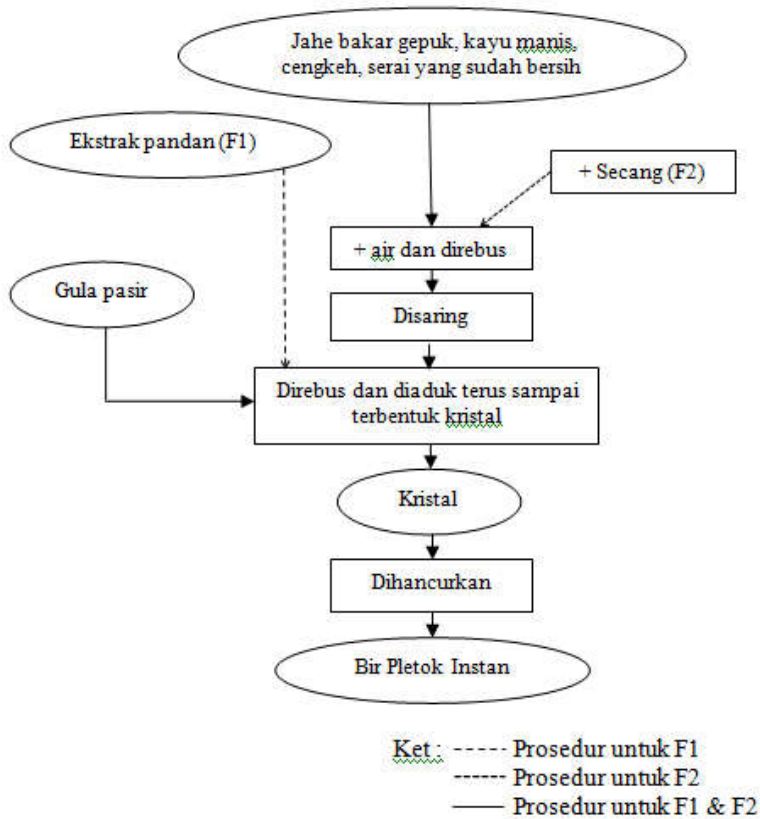 Jahe bakar gepuk, kayu manis,
cengkeh, serai yang sudah bersih
Ekstrak pandan (F1)
+ Secang (F2)
+ air dan direbus
Gula pasir
Disaring
Direbus dan diaduk terus sampai
terbentuk kristal
Kristal
Dihancurkan
Bir Pletok Instan
Ket : ----- Prosedur untuk F1
------ Prosedur untuk F2
—— Prosedur untuk F1 & F2